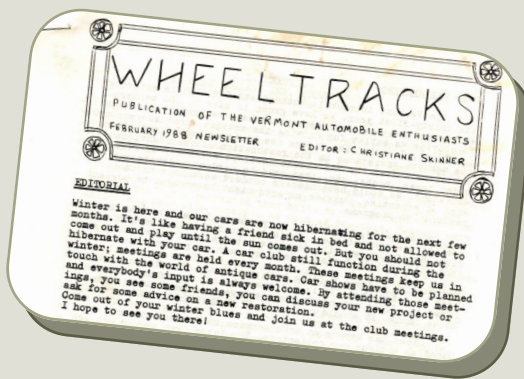 WHEELTRACKS
PUBLICATION OF THE VERMONT AUTOMOBILE ENTHUSIASTS
FEBRUARY 1988 NEWSLETTER EDITOR: CHRISTIANE SKINNER
EDITORIAL
Winter is here and our cars are now hibernating for the next few
months. It's like having a friend sick in bed and not allowed to
come out and play until the sun comes out. But you should not
hibernate with your car. A car club still function during the
winter; meetings are held every month. These meetings keep us in
touch with the world of antique cars. Car shows have to be planned
and everybody's input is always welcome. By attending those meet-
ings, you see some friends, you can discuss your new project or
ask for some advice on a new restoration.
Come out of your winter blues and join us at the club meetings.
I hope to see you there!